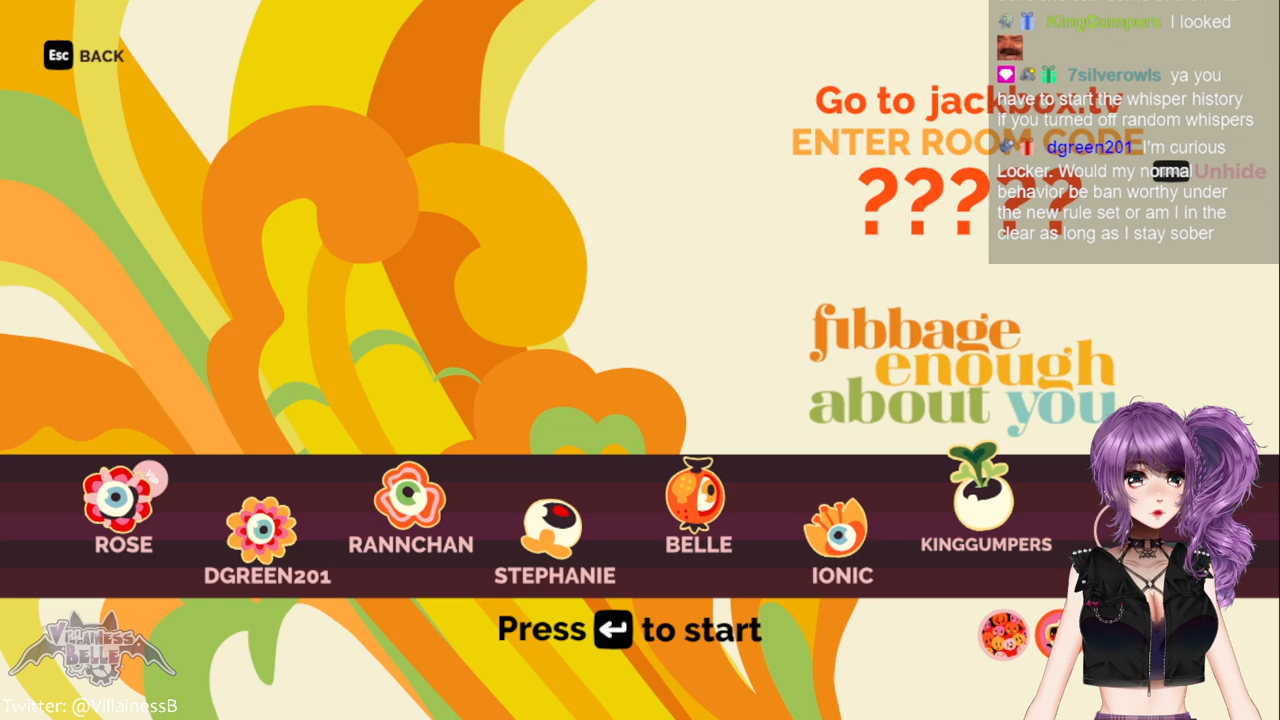 Esc BACK
KingGumpers I looked
7silverowls ya you
have to start the whisper history
if you turned off random whispers
dgreen201 I'm curious
Locker. Would my normal
behavior be ban worthy under
the new rule set or am I in the
clear as long as I stay sober
Go to jackbox.tv
ENTER ROOM CODE
?????
Unhide
fibbage
enough
about you
VIP
ROSE
DGREEN201
RANNCHAN
STEPHANIE
BELLE
IONIC
KINGGUMPERS
Press ↵ to start
VILLAINESS
BELLE
Twitter: @VillainessB